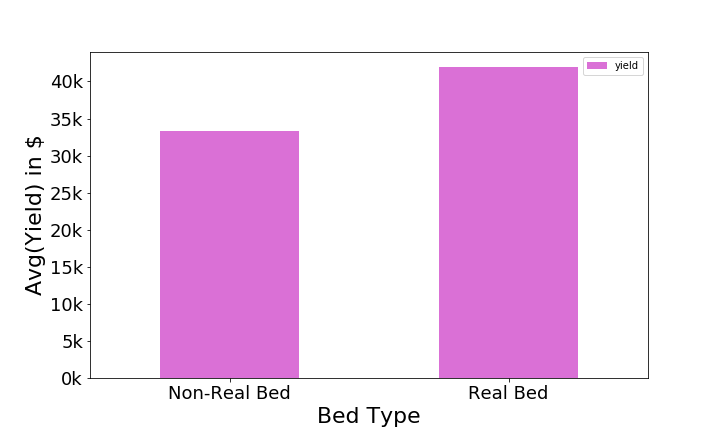 yield
40k
35k
30k
25k
20k
15k
10k
5k
0k
Avg(Yield) in $
Non-Real Bed Real Bed
Bed Type